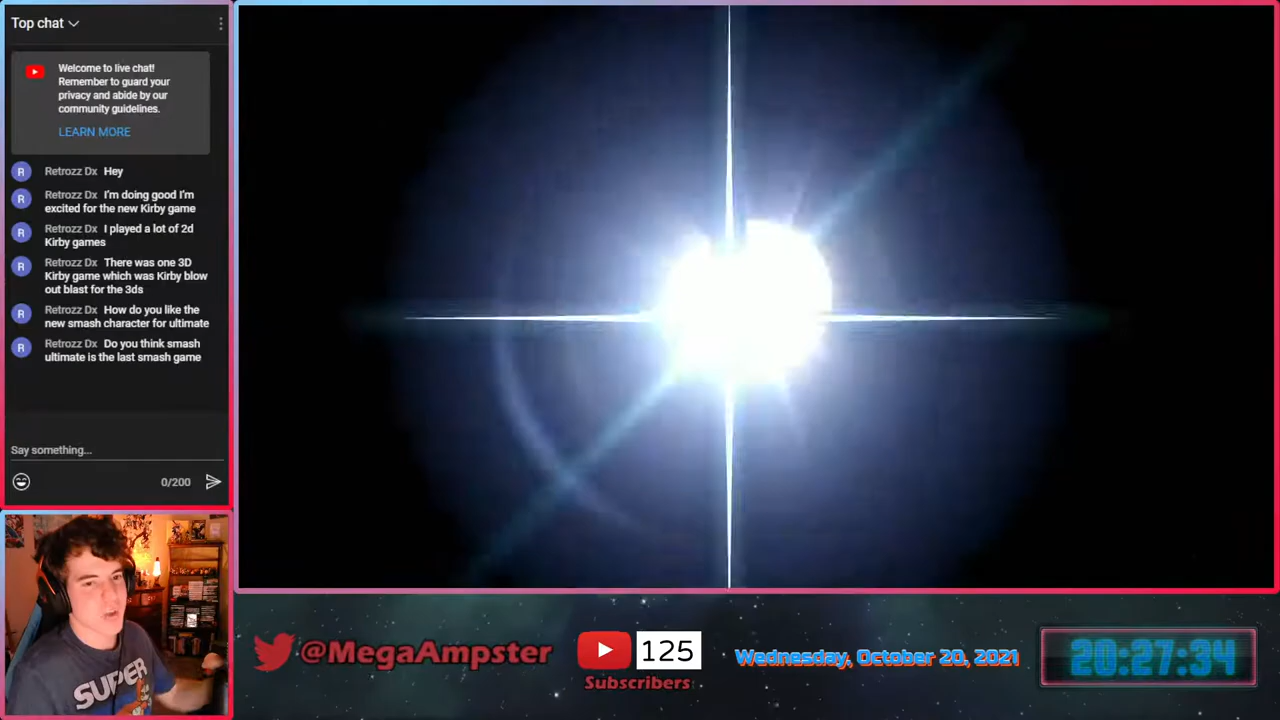 Top chat
Welcome to live chat!
Remember to guard your
privacy and abide by our
community guidelines.
LEARN MORE
R Retrozz Dx Hey
R Retrozz Dx I'm doing good I'm
excited for the new Kirby game
R Retrozz Dx I played a lot of 2d
Kirby games
R Retrozz Dx There was one 3D
Kirby game which was Kirby blow
out blast for the 3ds
R Retrozz Dx How do you like the
new smash character for ultimate
R Retrozz Dx Do you think smash
ultimate is the last smash game
Say something...
0/200
SUPER
@MegaAmpster
125
Subscribers
Wednesday, October 20, 2021
20:27:34